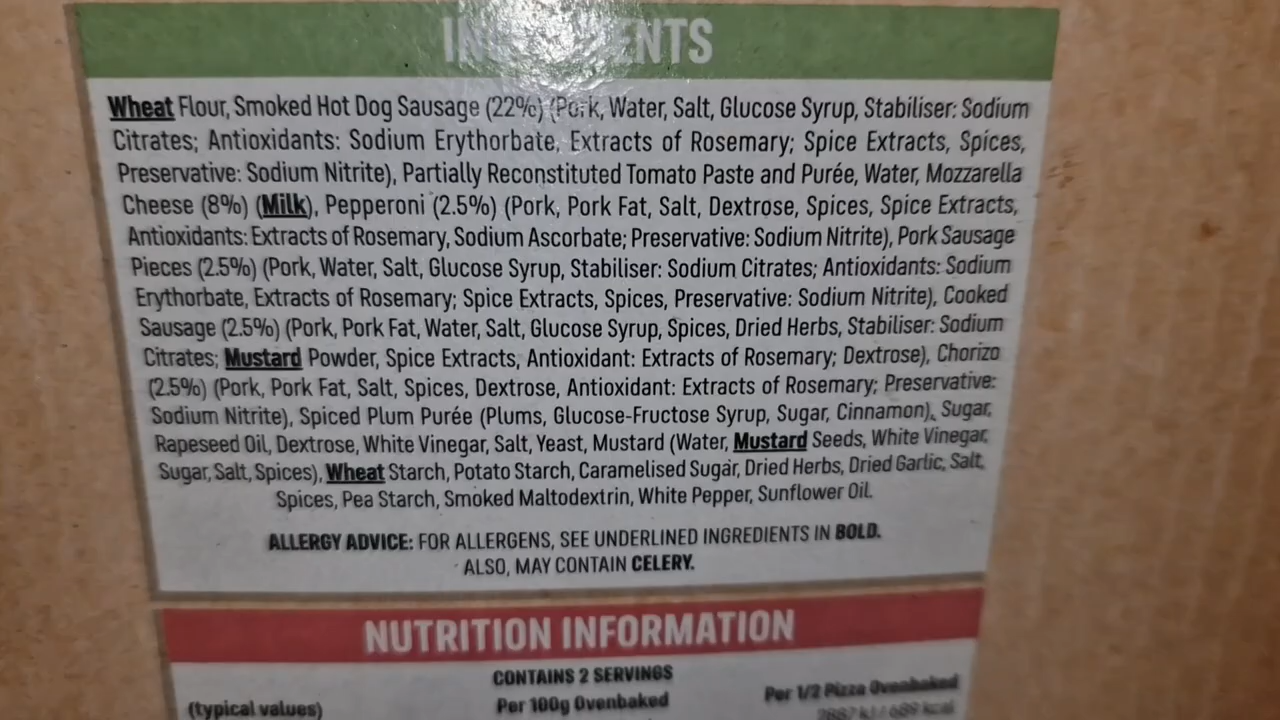 INGREDIENTS
Wheat Flour, Smoked Hot Dog Sausage (22%) (Pork, Water, Salt, Glucose Syrup, Stabiliser: Sodium
Citrates; Antioxidants: Sodium Erythorbate, Extracts of Rosemary; Spice Extracts, Spices,
Preservative: Sodium Nitrite), Partially Reconstituted Tomato Paste and Purée, Water, Mozzarella
Cheese (8%) (Milk), Pepperoni (2.5%) (Pork, Pork Fat, Salt, Dextrose, Spices, Spice Extracts,
Antioxidants: Extracts of Rosemary, Sodium Ascorbate; Preservative: Sodium Nitrite), Pork Sausage
Pieces (2.5%) (Pork, Water, Salt, Glucose Syrup, Stabiliser: Sodium Citrates; Antioxidants: Sodium
Erythorbate, Extracts of Rosemary; Spice Extracts, Spices, Preservative: Sodium Nitrite), Cooked
Sausage (2.5%) (Pork, Pork Fat, Water, Salt, Glucose Syrup, Spices, Dried Herbs, Stabiliser: Sodium
Citrates; Mustard Powder, Spice Extracts, Antioxidant: Extracts of Rosemary; Dextrose), Chorizo
(2.5%) (Pork, Pork Fat, Salt, Spices, Dextrose, Antioxidant: Extracts of Rosemary; Preservative:
Sodium Nitrite), Spiced Plum Purée (Plums, Glucose-Fructose Syrup, Sugar, Cinnamon), Sugar,
Rapeseed Oil, Dextrose, White Vinegar, Salt, Yeast, Mustard (Water, Mustard Seeds, White Vinegar,
Sugar, Salt, Spices), Wheat Starch, Potato Starch, Caramelised Sugar, Dried Herbs, Dried Garlic, Salt,
Spices, Pea Starch, Smoked Maltodextrin, White Pepper, Sunflower Oil.
ALLERGY ADVICE: FOR ALLERGENS, SEE UNDERLINED INGREDIENTS IN BOLD.
ALSO, MAY CONTAIN CELERY.
NUTRITION INFORMATION
CONTAINS 2 SERVINGS
(typical values) Per 100g Ovenbaked Per 1/2 Pizza Ovenbaked